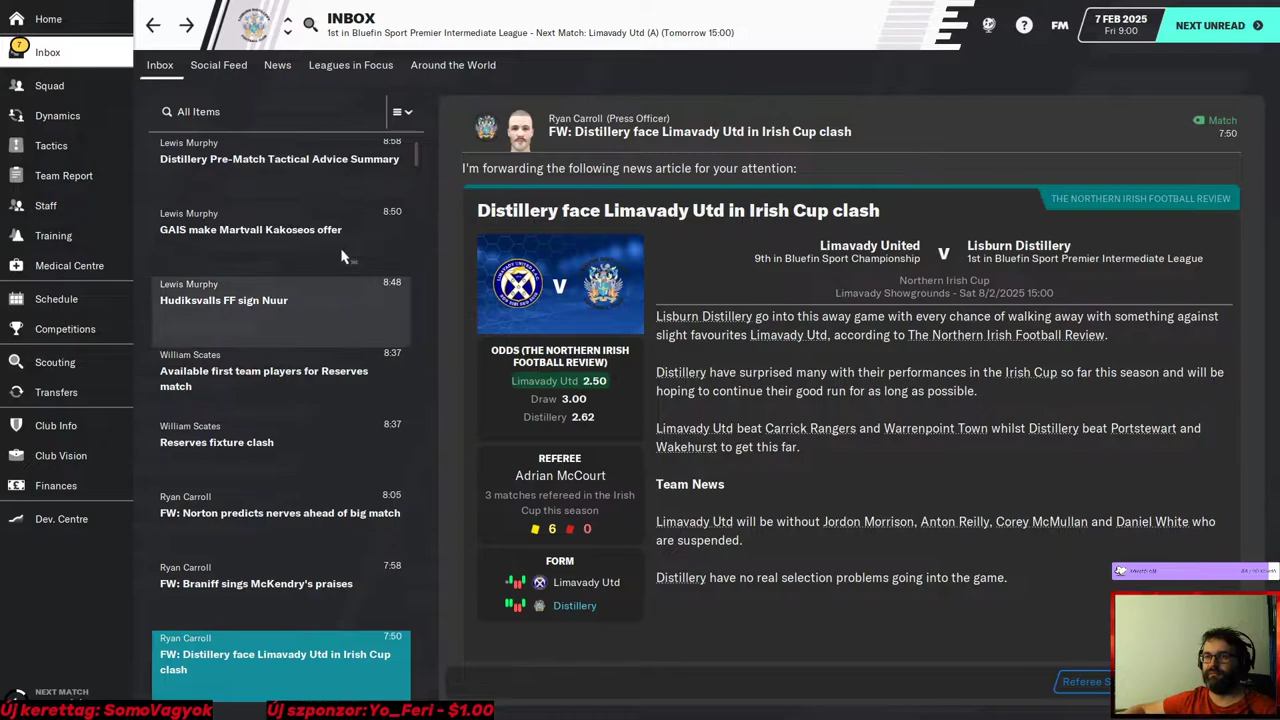 Home
7
Inbox
Squad
Dynamics
Tactics
Team Report
Staff
Training
Medical Centre
Schedule
Competitions
Scouting
Transfers
Club Info
Club Vision
Finances
Dev. Centre
NEXT MATCH
INBOX
1st in Bluefin Sport Premier Intermediate League - Next Match: Limavady Utd (A) (Tomorrow 15:00)
FM
7 FEB 2025
Fri 9:00
NEXT UNREAD
Inbox
Social Feed
News
Leagues in Focus
Around the World
All Items
Lewis Murphy 8:58
Distillery Pre-Match Tactical Advice Summary
Lewis Murphy 8:50
GAIS make Martvall Kakoseos offer
Lewis Murphy 8:48
Hudiksvalls FF sign Nuur
William Scates 8:37
Available first team players for Reserves
match
William Scates 8:37
Reserves fixture clash
Ryan Carroll 8:05
FW: Norton predicts nerves ahead of big match
Ryan Carroll 7:58
FW: Braniff sings McKendry's praises
Ryan Carroll 7:50
FW: Distillery face Limavady Utd in Irish Cup
clash
Ryan Carroll (Press Officer)
FW: Distillery face Limavady Utd in Irish Cup clash
Match
7:50
I'm forwarding the following news article for your attention:
THE NORTHERN IRISH FOOTBALL REVIEW
Distillery face Limavady Utd in Irish Cup clash
V
ODDS (THE NORTHERN IRISH
FOOTBALL REVIEW)
Limavady Utd 2.50
Draw 3.00
Distillery 2.62
REFEREE
Adrian McCourt
3 matches refereed in the Irish
Cup this season
6 0
FORM
Limavady Utd
Distillery
Limavady United v Lisburn Distillery
9th in Bluefin Sport Championship 1st in Bluefin Sport Premier Intermediate League
Northern Irish Cup
Limavady Showgrounds - Sat 8/2/2025 15:00
Lisburn Distillery go into this away game with every chance of walking away with something against
slight favourites Limavady Utd, according to The Northern Irish Football Review.
Distillery have surprised many with their performances in the Irish Cup so far this season and will be
hoping to continue their good run for as long as possible.
Limavady Utd beat Carrick Rangers and Warrenpoint Town whilst Distillery beat Portstewart and
Wakehurst to get this far.
Team News
Limavady Utd will be without Jordon Morrison, Anton Reilly, Corey McMullan and Daniel White who
are suspended.
Distillery have no real selection problems going into the game.
Referee
Új kerettag: SomoVagyok
Új szponzor: Yo_Feri - $1.00